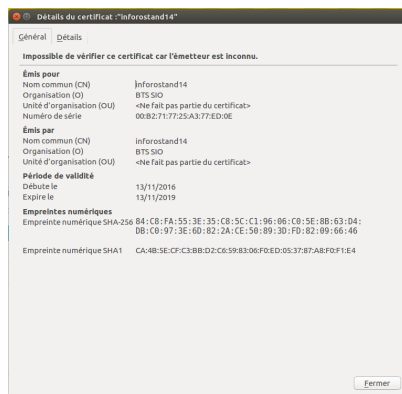 Détails du certificat :"inforostand14"
Général Détails
Impossible de vérifier ce certificat car l'émetteur est inconnu.
Émis pour
Nom commun (CN) inforostand14
Organisation (O) BTS SIO
Unité d'organisation (OU) <Ne fait pas partie du certificat>
Numéro de série 00:B2:71:77:25:A3:77:ED:0E
Émis par
Nom commun (CN) inforostand14
Organisation (O) BTS SIO
Unité d'organisation (OU) <Ne fait pas partie du certificat>
Période de validité
Débute le 13/11/2016
Expire le 13/11/2019
Empreintes numériques
Empreinte numérique SHA-256 84:C8:FA:55:3E:35:C8:5C:C1:96:06:C0:5E:8B:63:D4:
DB:C0:97:3E:6D:82:2A:CE:50:89:3D:FD:82:09:66:46
Empreinte numérique SHA1 CA:4B:5E:CF:C3:BB:D2:C6:59:83:06:F0:ED:05:37:87:A8:F0:F1:E4
Fermer